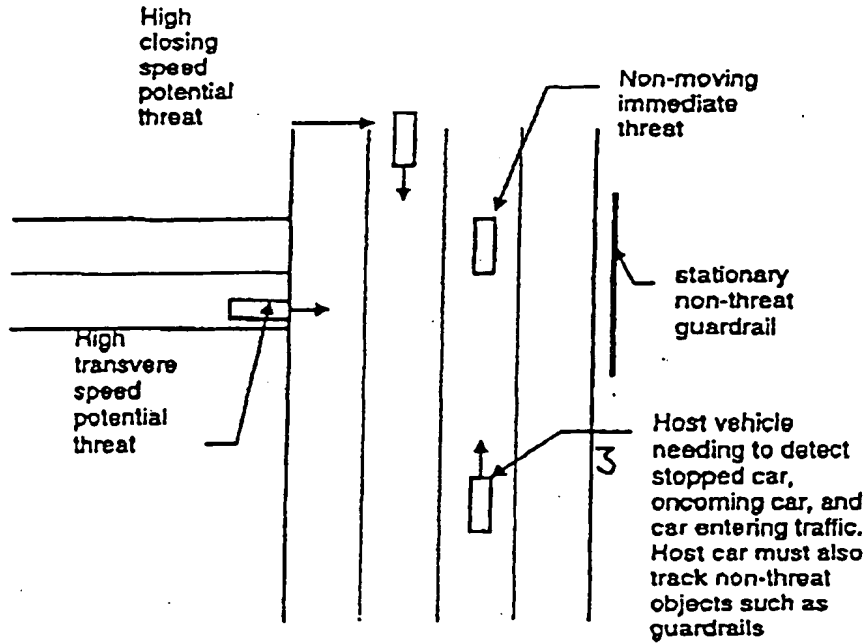 High
closing
speed
potential
threat
Non-moving
immediate
threat
stationary
non-threat
guardrail
High
transvere
speed
potential
threat
Host vehicle
needing to detect
stopped car,
oncoming car, and
car entering traffic.
Host car must also
track non-threat
objects such as
guardrails
3